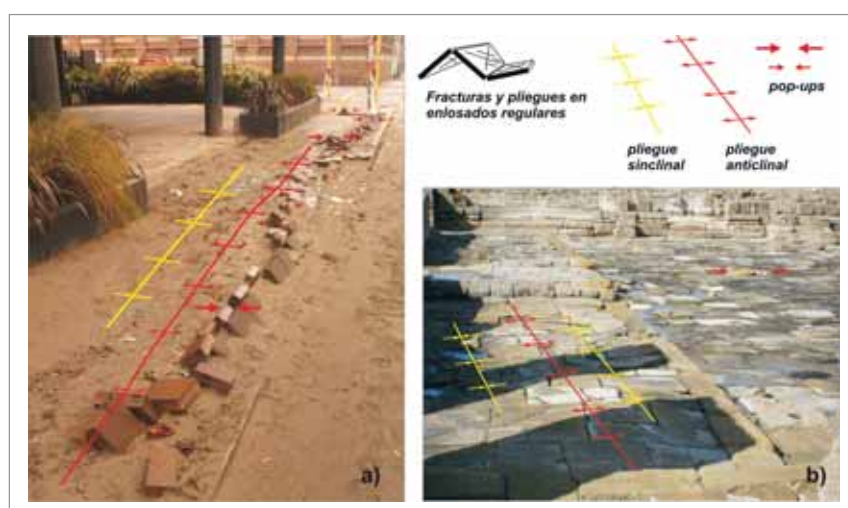 Fracturas y pliegues en
enlosados regulares
pliegue
sinclinal
pliegue
anticlinal
pop-ups
a)
b)